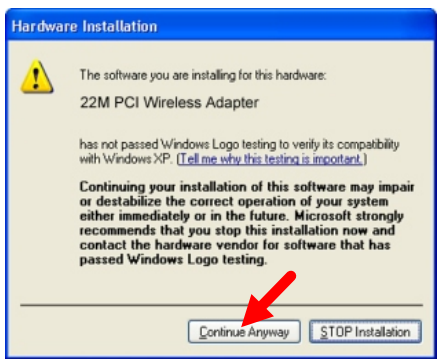 Hardware Installation
The software you are installing for this hardware:
22M PCI Wireless Adapter
has not passed Windows Logo testing to verify its compatibility
with Windows XP. (Tell me why this testing is important.)
Continuing your installation of this software may impair
or destabilize the correct operation of your system
either immediately or in the future. Microsoft strongly
recommends that you stop this installation now and
contact the hardware vendor for software that has
passed Windows Logo testing.
Continue Anyway STOP Installation